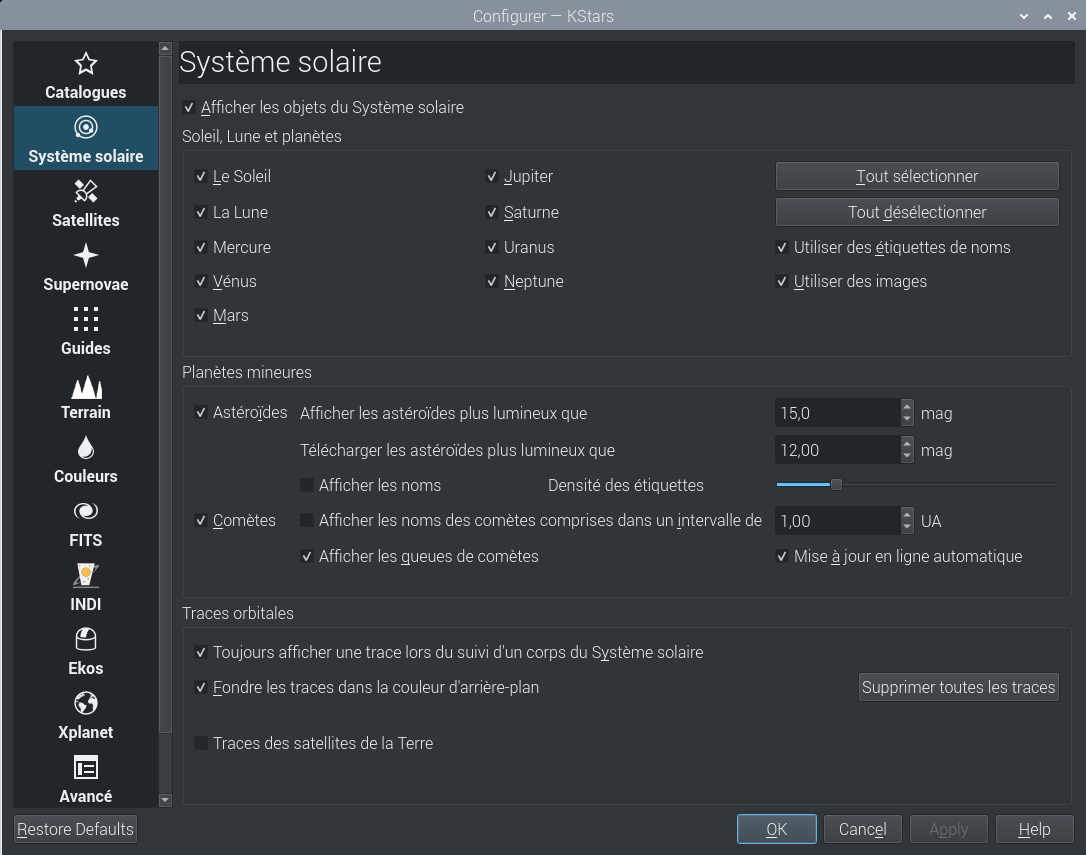 Configurer — KStars
Catalogues
Système solaire
Satellites
Supernovae
Guides
Terrain
Couleurs
FITS
INDI
Ekos
Xplanet
Avancé
Système solaire
Afficher les objets du Système solaire
Soleil, Lune et planètes
Le Soleil Jupiter Tout sélectionner
La Lune Saturne Tout désélectionner
Mercure Uranus Utiliser des étiquettes de noms
Vénus Neptune Utiliser des images
Mars
Planètes mineures
Astéroïdes Afficher les astéroïdes plus lumineux que 15,0 mag
Télécharger les astéroïdes plus lumineux que 12,00 mag
Afficher les noms Densité des étiquettes
Comètes Afficher les noms des comètes comprises dans un intervalle de 1,00 UA
Afficher les queues de comètes Mise à jour en ligne automatique
Traces orbitales
Toujours afficher une trace lors du suivi d'un corps du Système solaire
Fondre les traces dans la couleur d'arrière-plan Supprimer toutes les traces
Traces des satellites de la Terre
Restore Defaults OK Cancel Apply Help